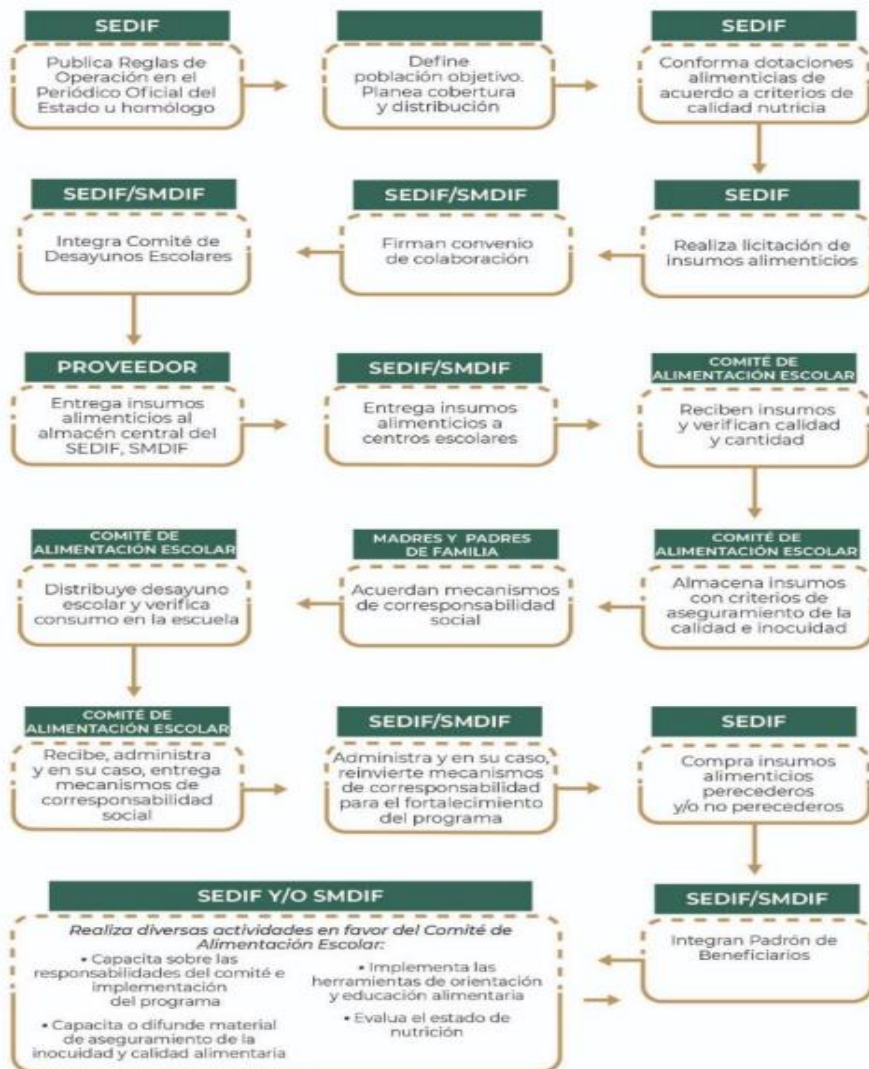 SEDIF
Publica Reglas de
Operación en el
Periódico Oficial del
Estado u homólogo
Define
población objetivo.
Planea cobertura
y distribución
SEDIF
Conforma dotaciones
alimenticias de
acuerdo a criterios de
calidad nutricia
SEDIF
Realiza licitación de
insumos alimenticios
SEDIF/SMDIF
Firman convenio
de colaboración
SEDIF/SMDIF
Integra Comité de
Desayunos Escolares
PROVEEDOR
Entrega insumos
alimenticios al
almacén central del
SEDIF, SMDIF
SEDIF/SMDIF
Entrega insumos
alimenticios a
centros escolares
COMITÉ DE
ALIMENTACIÓN ESCOLAR
Reciben insumos
y verifican calidad
y cantidad
COMITÉ DE
ALIMENTACIÓN ESCOLAR
Almacena insumos
con criterios de
aseguramiento de la
calidad e inocuidad
MADRES Y PADRES
DE FAMILIA
Acuerdan mecanismos
de corresponsabilidad
social
COMITÉ DE
ALIMENTACIÓN ESCOLAR
Distribuye desayuno
escolar y verifica
consumo en la escuela
COMITÉ DE
ALIMENTACIÓN ESCOLAR
Recibe, administra
y en su caso, entrega
mecanismos de
corresponsabilidad
social
SEDIF/SMDIF
Administra y en su caso,
reinvierte mecanismos
de corresponsabilidad
para el fortalecimiento
del programa
SEDIF
Compra insumos
alimenticios
perecederos
y/o no perecederos
SEDIF/SMDIF
Integran Padrón de
Beneficiarios
SEDIF Y/O SMDIF
Realiza diversas actividades en favor del Comité de
Alimentación Escolar:
• Capacita sobre las
responsabilidades del comité e
implementación
del programa
• Capacita o difunde material
de aseguramiento de la
inocuidad y calidad alimentaria
• Implementa las
herramientas de orientación
y educación alimentaria
• Evalua el estado de
nutrición